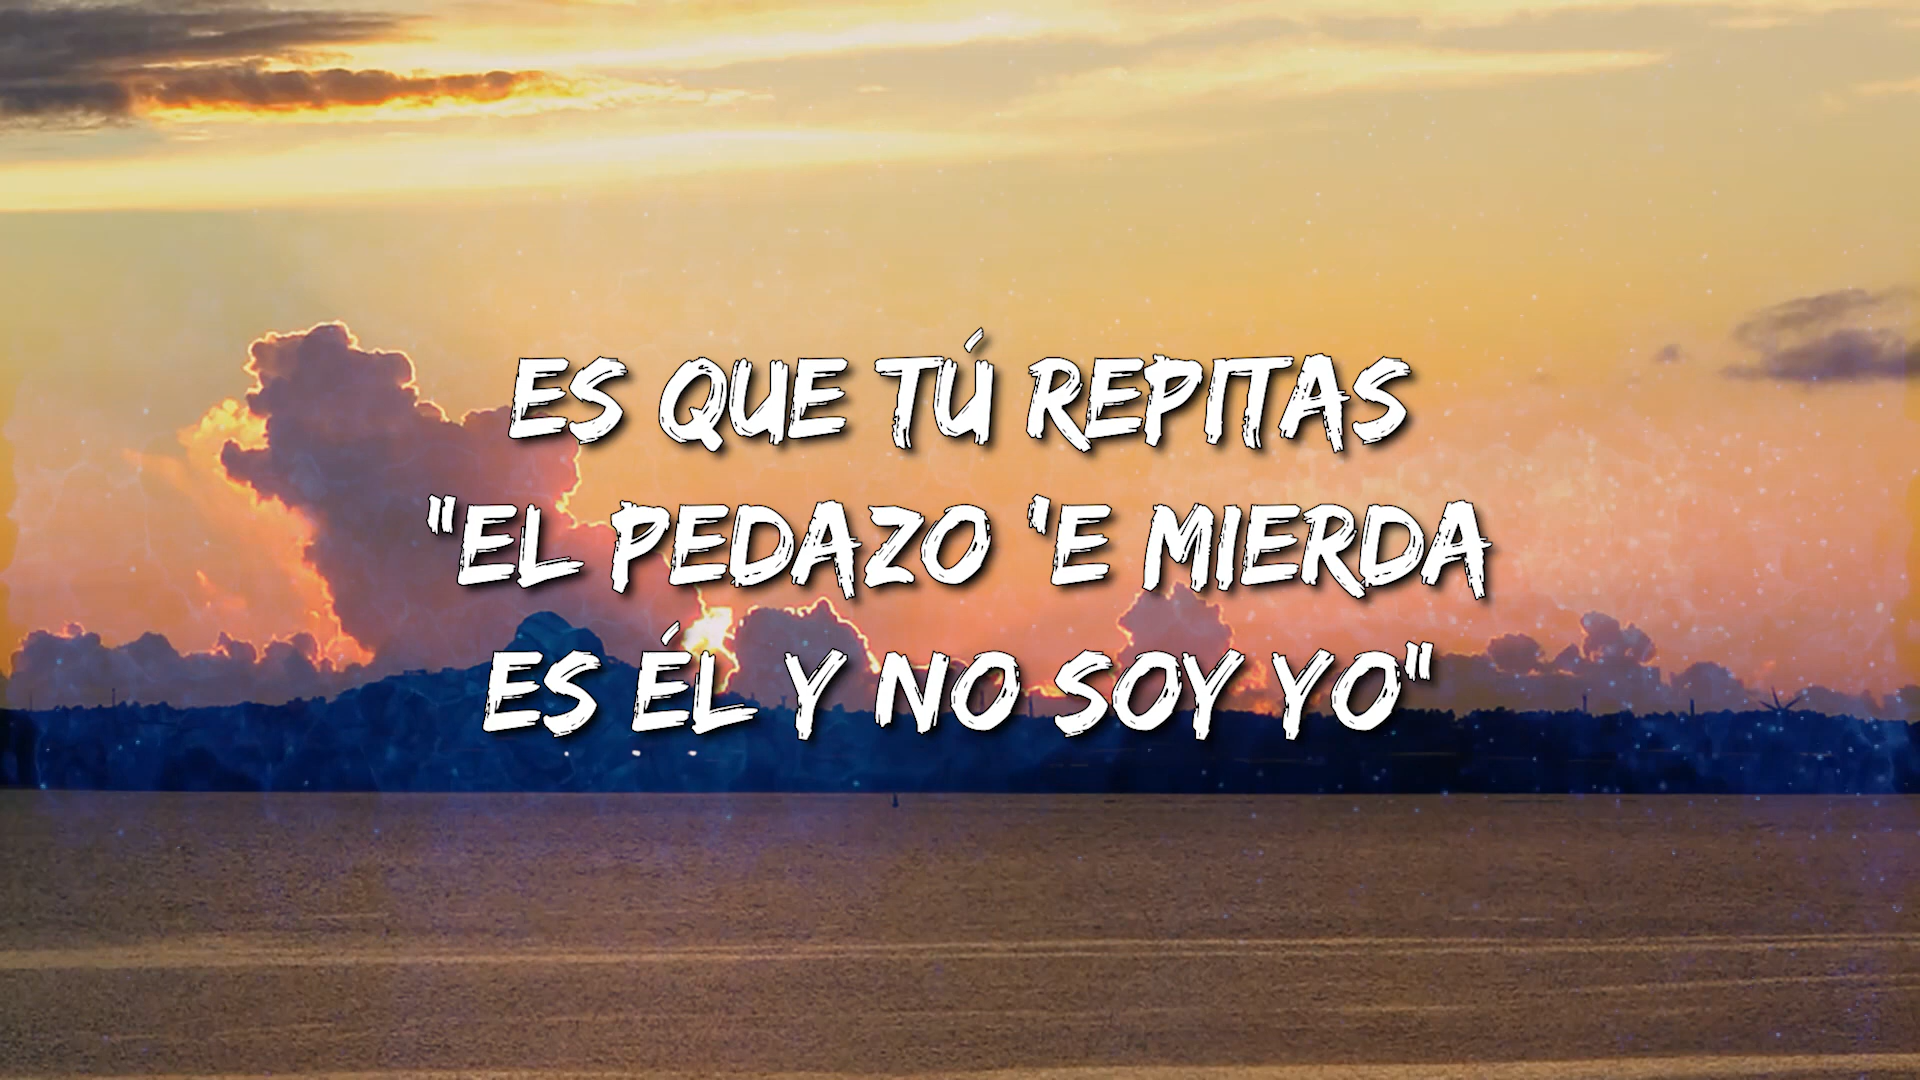 ES QUE TÚ REPITAS
"EL PEDAZO 'E MIERDA
ES ÉL Y NO SOY YO"